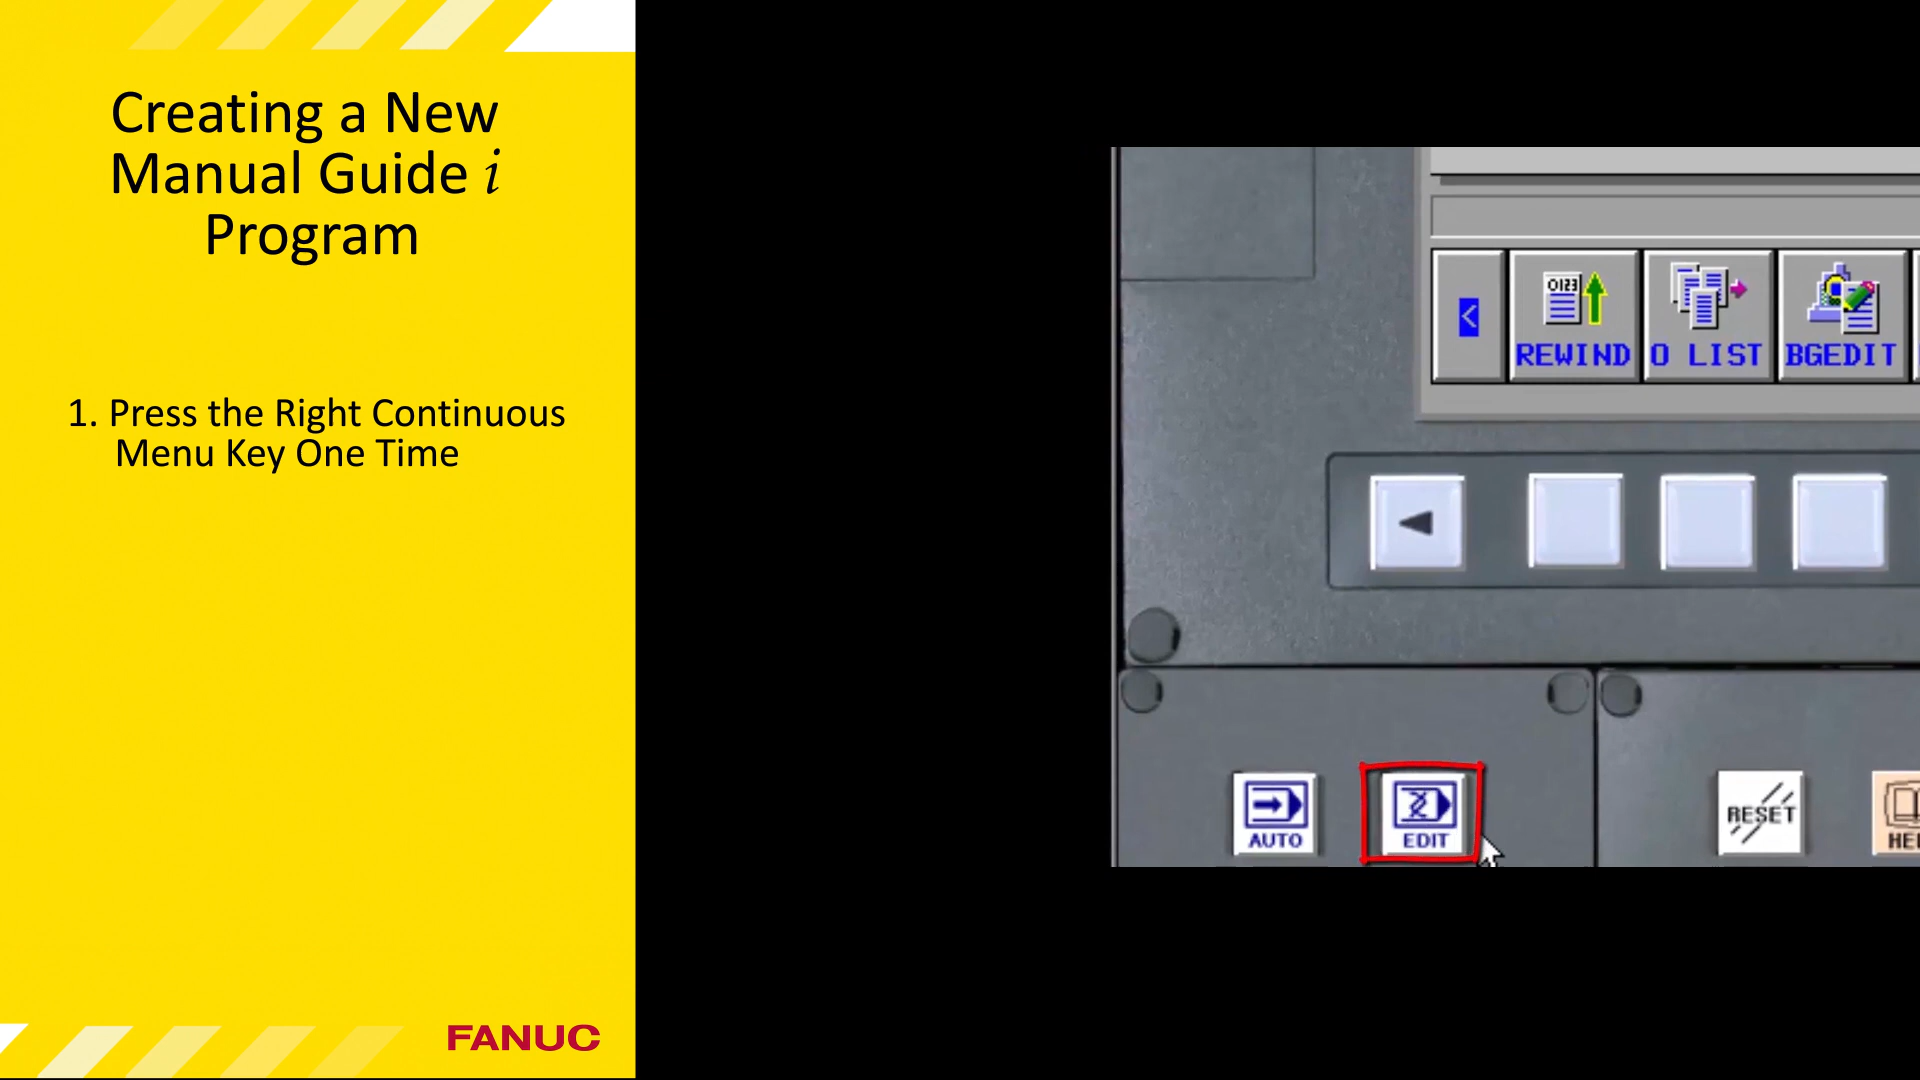 Creating a New
Manual Guide i
Program
1. Press the Right Continuous
Menu Key One Time
FANUC
0123
<
REWIND
O LIST
BGEDIT
AUTO
EDIT
RESET